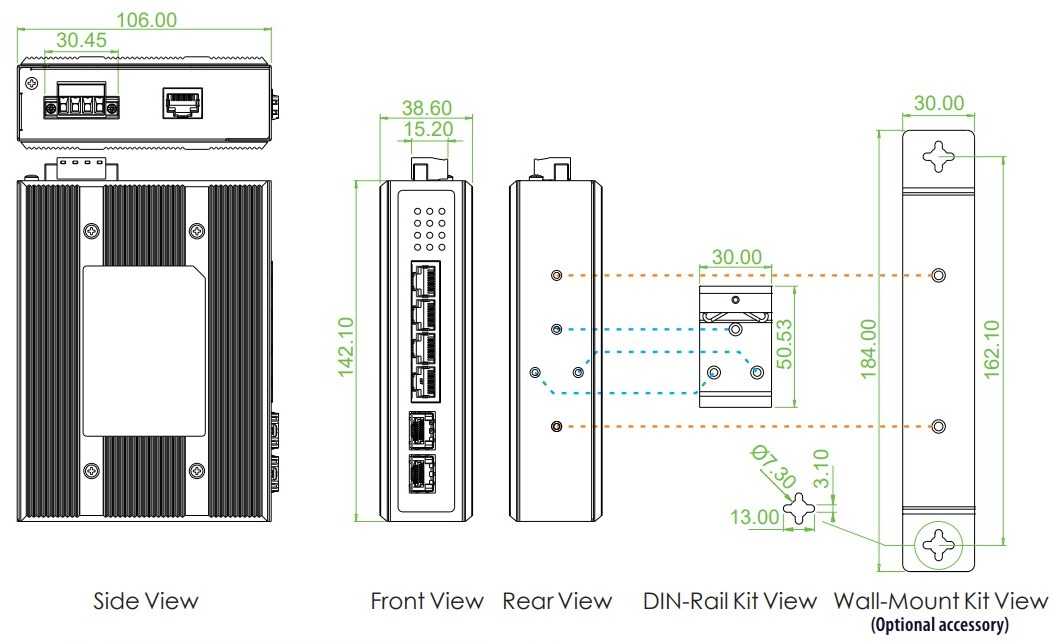 106.00
30.45
38.60
15.20
142.10
30.00
50.53
30.00
184.00
162.10
Ø7.30
3.10
13.00
Side View
Front View
Rear View
DIN-Rail Kit View
Wall-Mount Kit View
(Optional accessory)